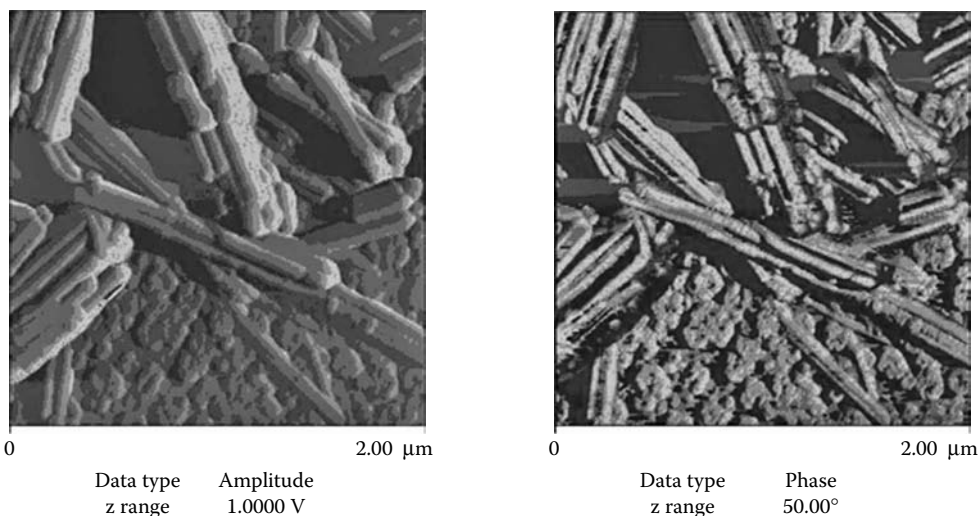 0 2.00 μm
Data type Amplitude
z range 1.0000 V
0 2.00 μm
Data type Phase
z range 50.00°